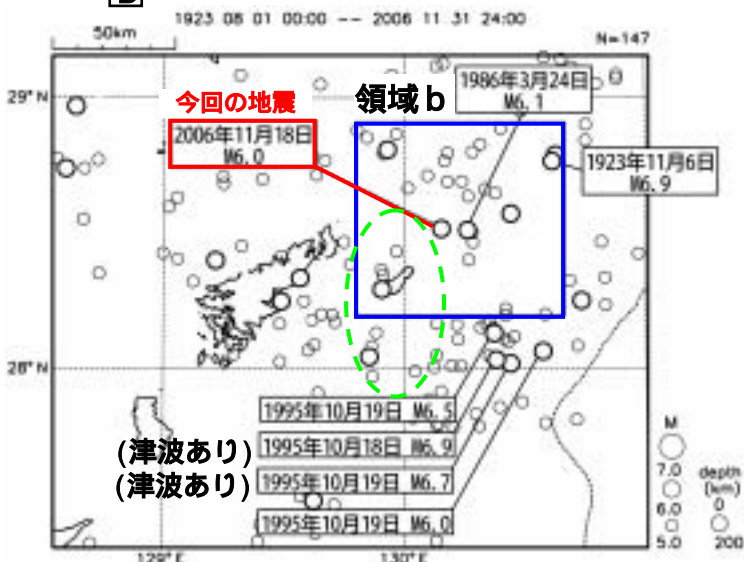 1923 08 01 00:00 -- 2006 11 31 24:00
50km
N=147
29°N
今回の地震
領域b
1986年3月24日
M6.1
2006年11月18日
M6.0
1923年11月6日
M6.9
28°N
1995年10月19日 M6.5
(津波あり) 1995年10月18日 M6.9
(津波あり) 1995年10月19日 M6.7
1995年10月19日 M6.0
M
7.0
6.0
5.0
depth
(km)
0
200
129°E
130°E